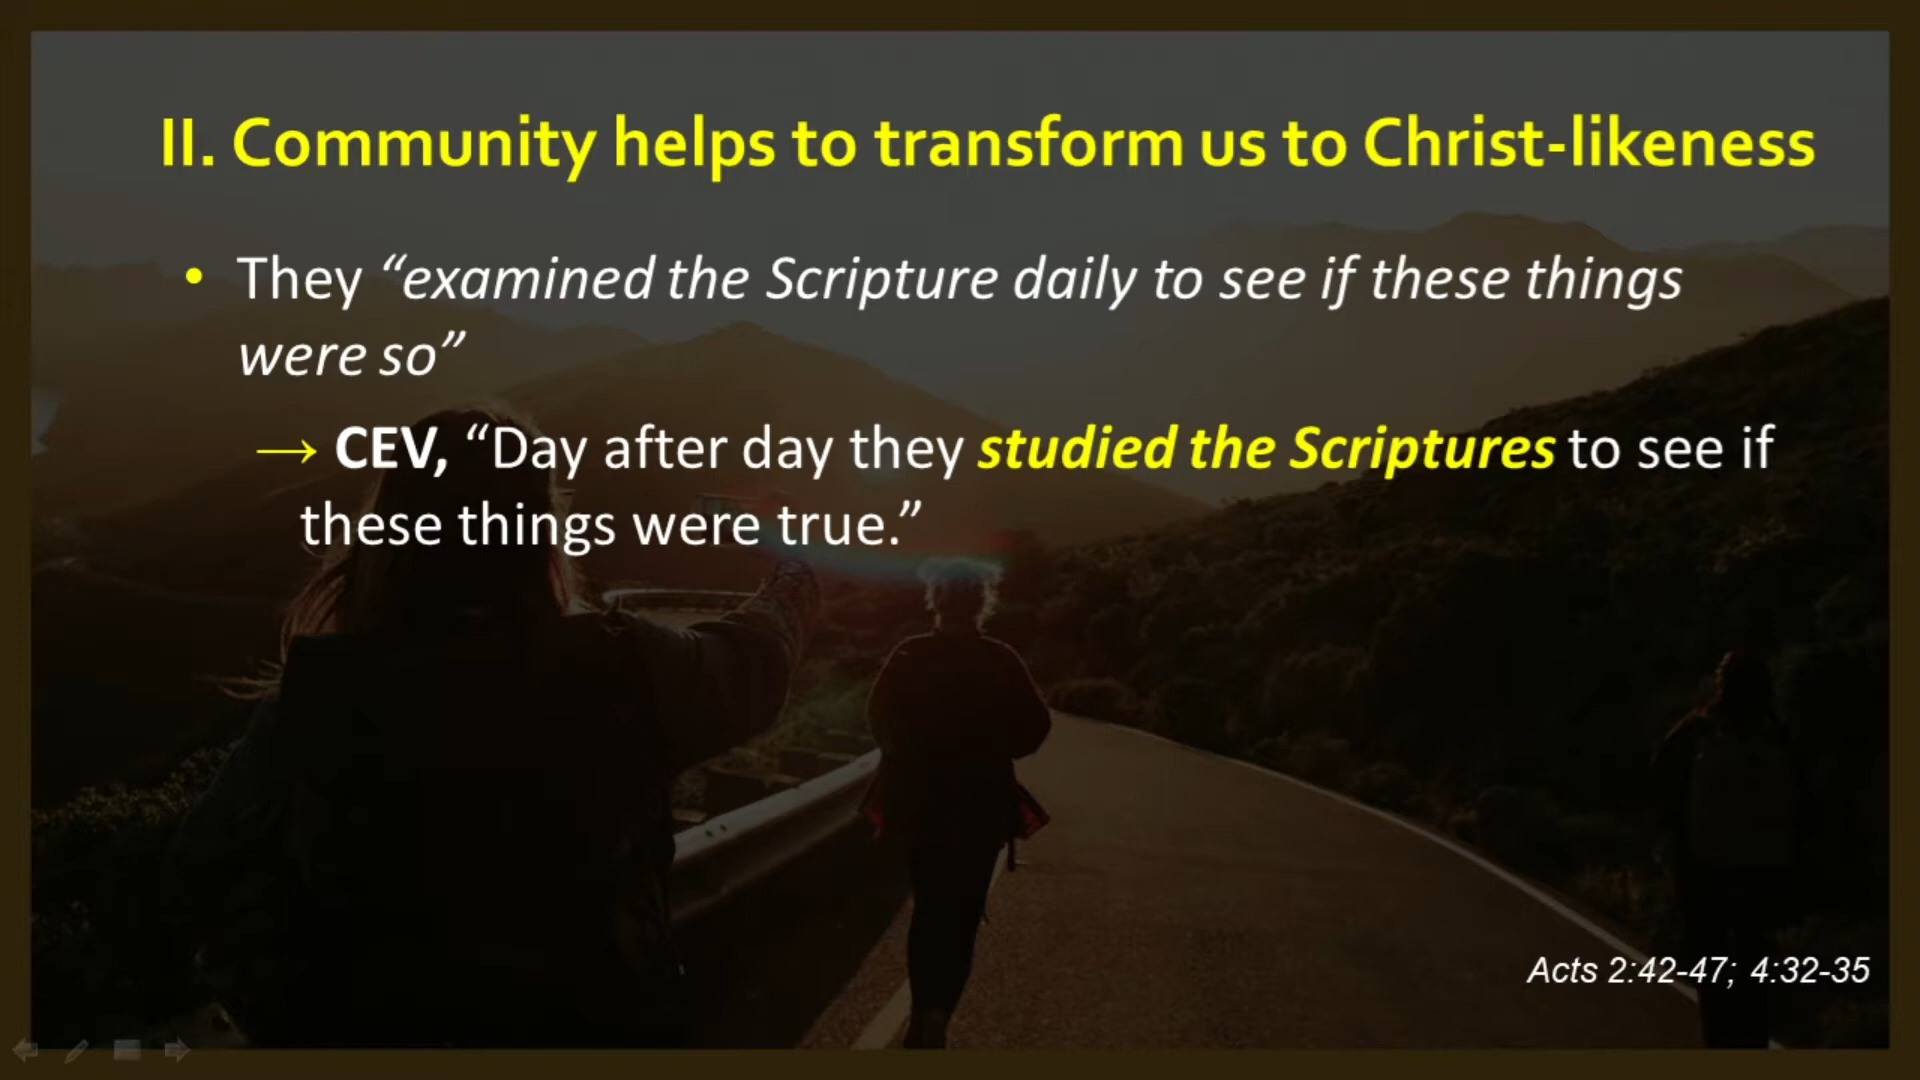 II. Community helps to transform us to Christ-likeness
• They “examined the Scripture daily to see if these things
were so”
→ CEV, “Day after day they studied the Scriptures to see if
these things were true.”
Acts 2:42-47; 4:32-35